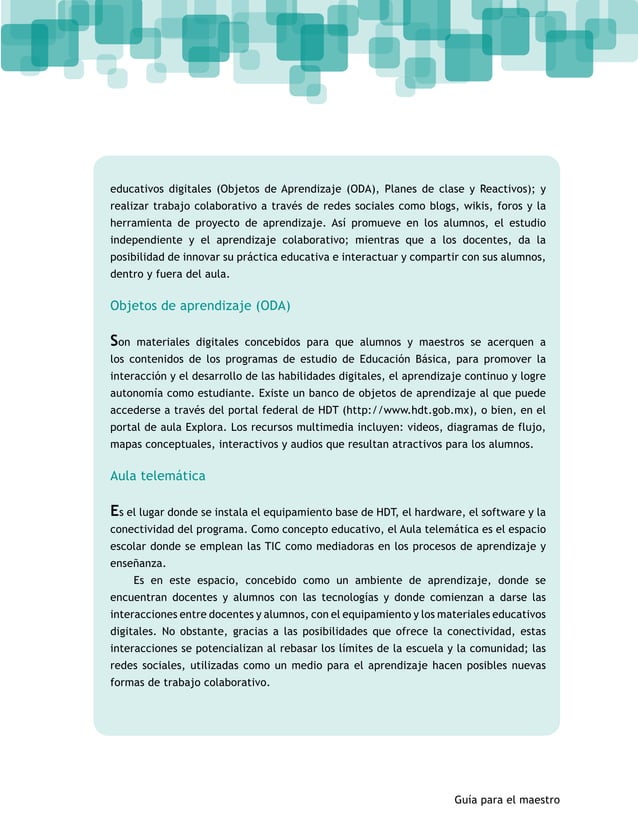 educativos digitales (Objetos de Aprendizaje (ODA), Planes de clase y Reactivos); y
realizar trabajo colaborativo a través de redes sociales como blogs, wikis, foros y la
herramienta de proyecto de aprendizaje. Así promueve en los alumnos, el estudio
independiente y el aprendizaje colaborativo; mientras que a los docentes, da la
posibilidad de innovar su práctica educativa e interactuar y compartir con sus alumnos,
dentro y fuera del aula.
Objetos de aprendizaje (ODA)
Son materiales digitales concebidos para que alumnos y maestros se acerquen a
los contenidos de los programas de estudio de Educación Básica, para promover la
interacción y el desarrollo de las habilidades digitales, el aprendizaje continuo y logre
autonomía como estudiante. Existe un banco de objetos de aprendizaje al que puede
accederse a través del portal federal de HDT (http://www.hdt.gob.mx), o bien, en el
portal de aula Explora. Los recursos multimedia incluyen: videos, diagramas de flujo,
mapas conceptuales, interactivos y audios que resultan atractivos para los alumnos.
Aula telemática
Es el lugar donde se instala el equipamiento base de HDT, el hardware, el software y la
conectividad del programa. Como concepto educativo, el Aula telemática es el espacio
escolar donde se emplean las TIC como mediadoras en los procesos de aprendizaje y
enseñanza.
Es en este espacio, concebido como un ambiente de aprendizaje, donde se
encuentran docentes y alumnos con las tecnologías y donde comienzan a darse las
interacciones entre docentes y alumnos, con el equipamiento y los materiales educativos
digitales. No obstante, gracias a las posibilidades que ofrece la conectividad, estas
interacciones se potencializan al rebasar los límites de la escuela y la comunidad; las
redes sociales, utilizadas como un medio para el aprendizaje hacen posibles nuevas
formas de trabajo colaborativo.
Guía para el maestro